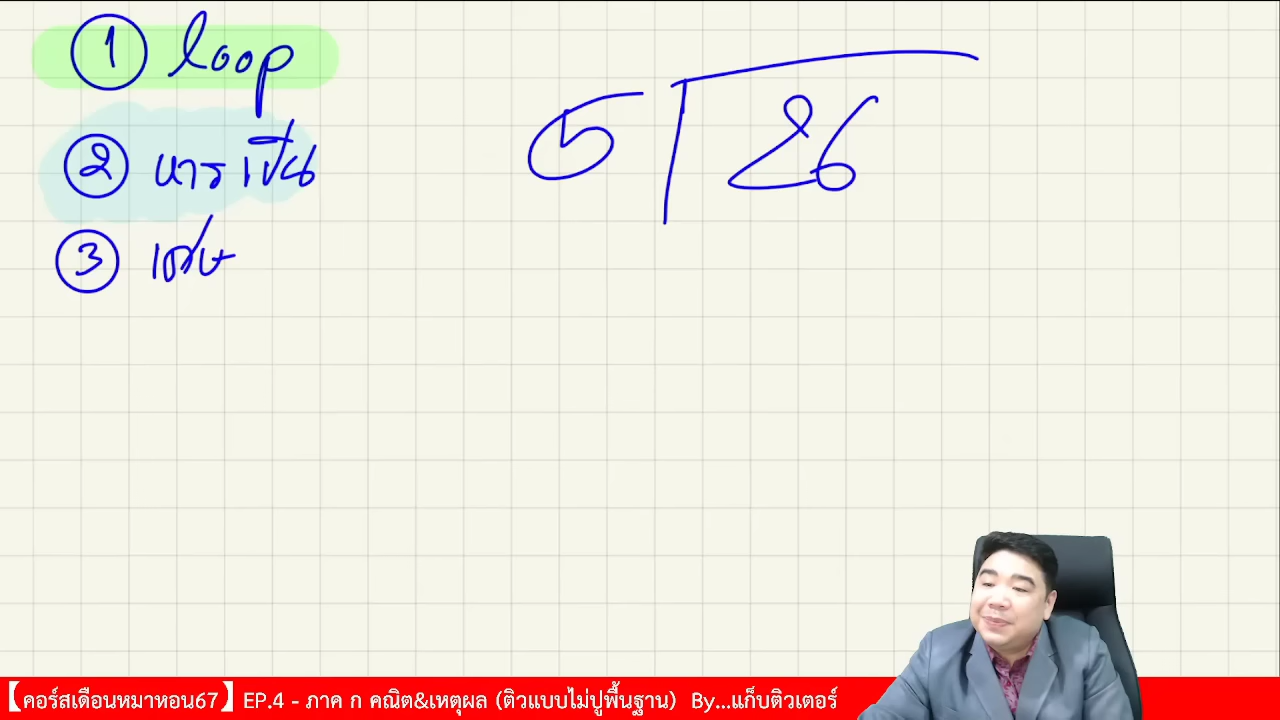 ① loop
② หารเป็น
③ เศษ
5 26
【คอร์สเดือนหมาหอน67】 EP.4 - ภาค ก คณิต&เหตุผล (ติวแบบไม่ปูพื้นฐาน) By...แก็บติวเตอร์